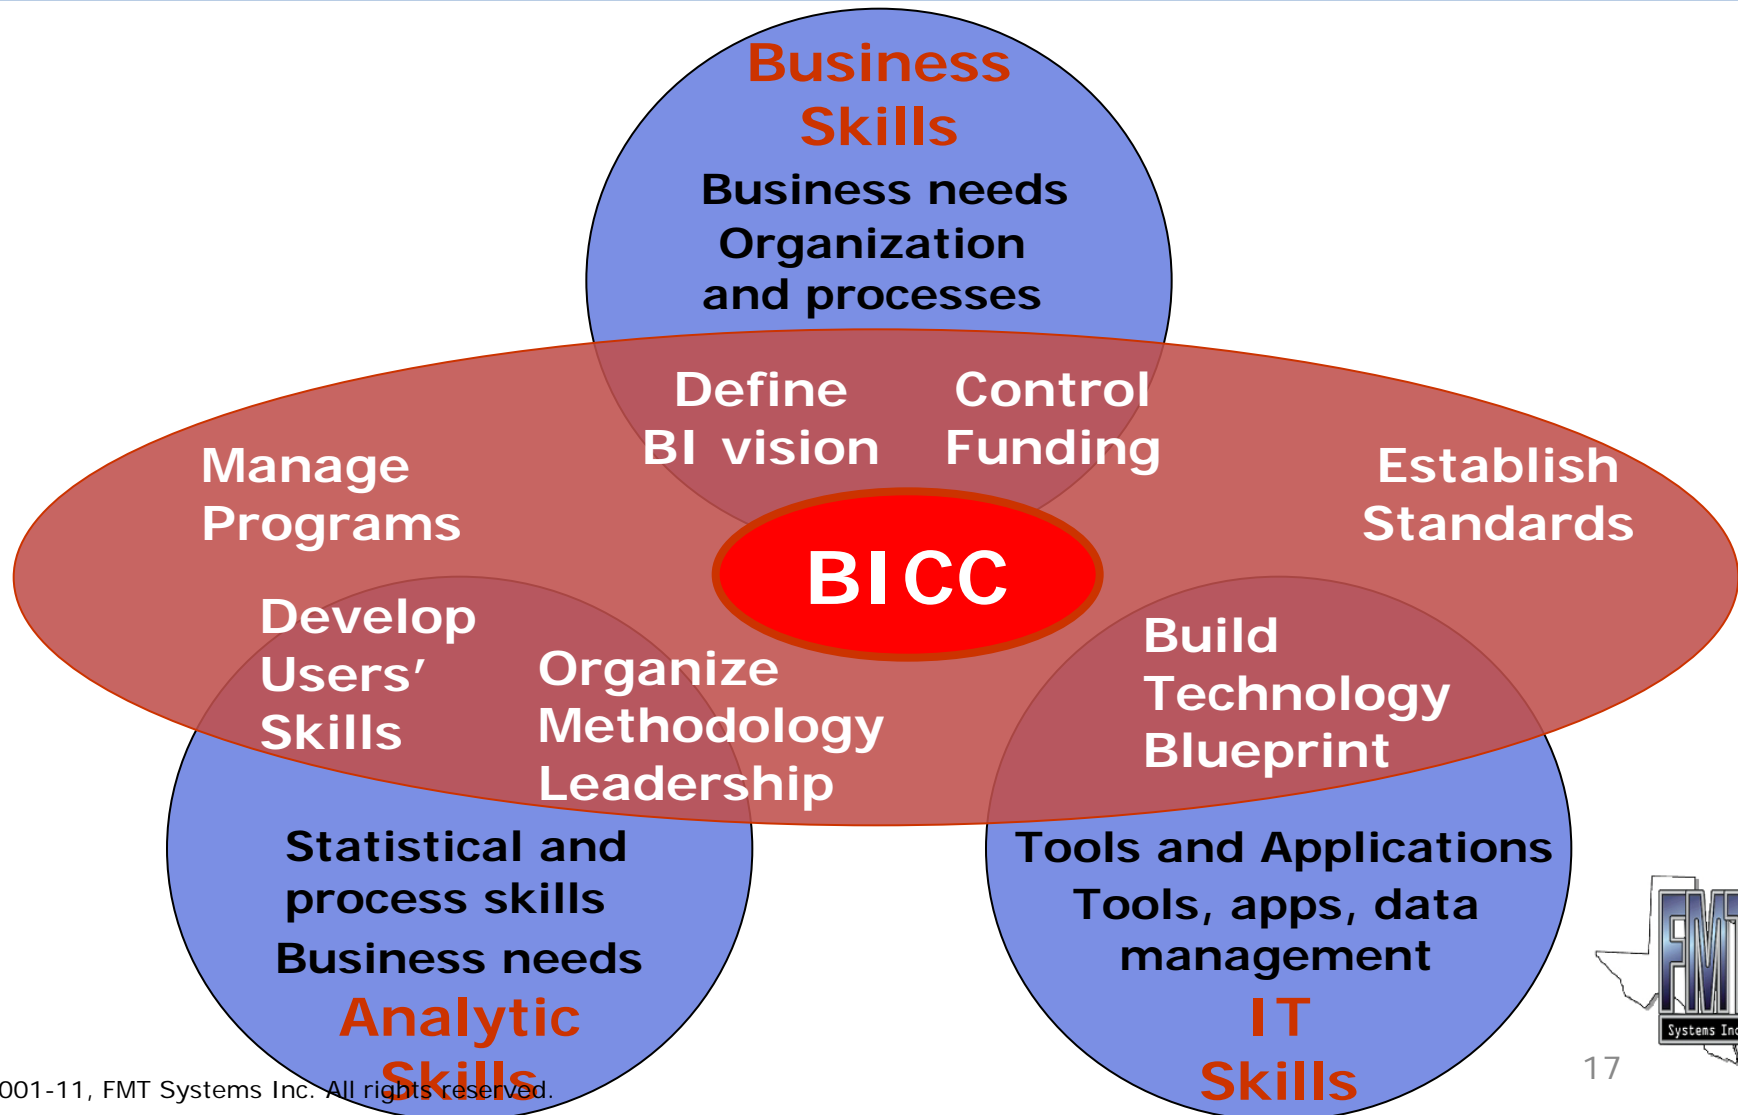 Business
Skills
Business needs
Organization
and processes
Define
BI vision
Control
Funding
Manage
Programs
Establish
Standards
BICC
Develop
Users’
Skills
Organize
Methodology
Leadership
Build
Technology
Blueprint
Statistical and
process skills
Business needs
Analytic
Skills
Tools and Applications
Tools, apps, data
management
IT
Skills
001-11, FMT Systems Inc. All rights reserved.
17
FMT
Systems Inc